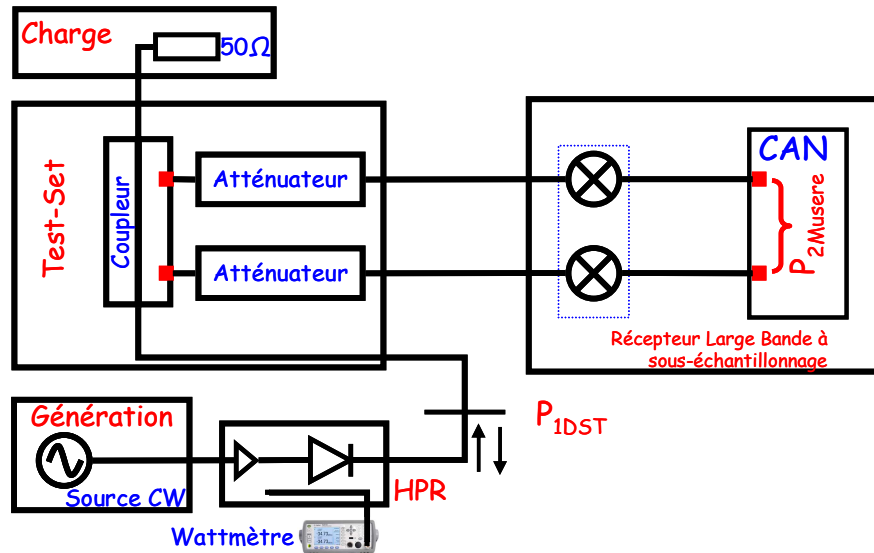 Charge
50Ω
Test-Set
Coupleur
Atténuateur
Atténuateur
CAN
P2Musere
Récepteur Large Bande à
sous-échantillonnage
P1DST
Génération
Source CW
HPR
Wattmètre